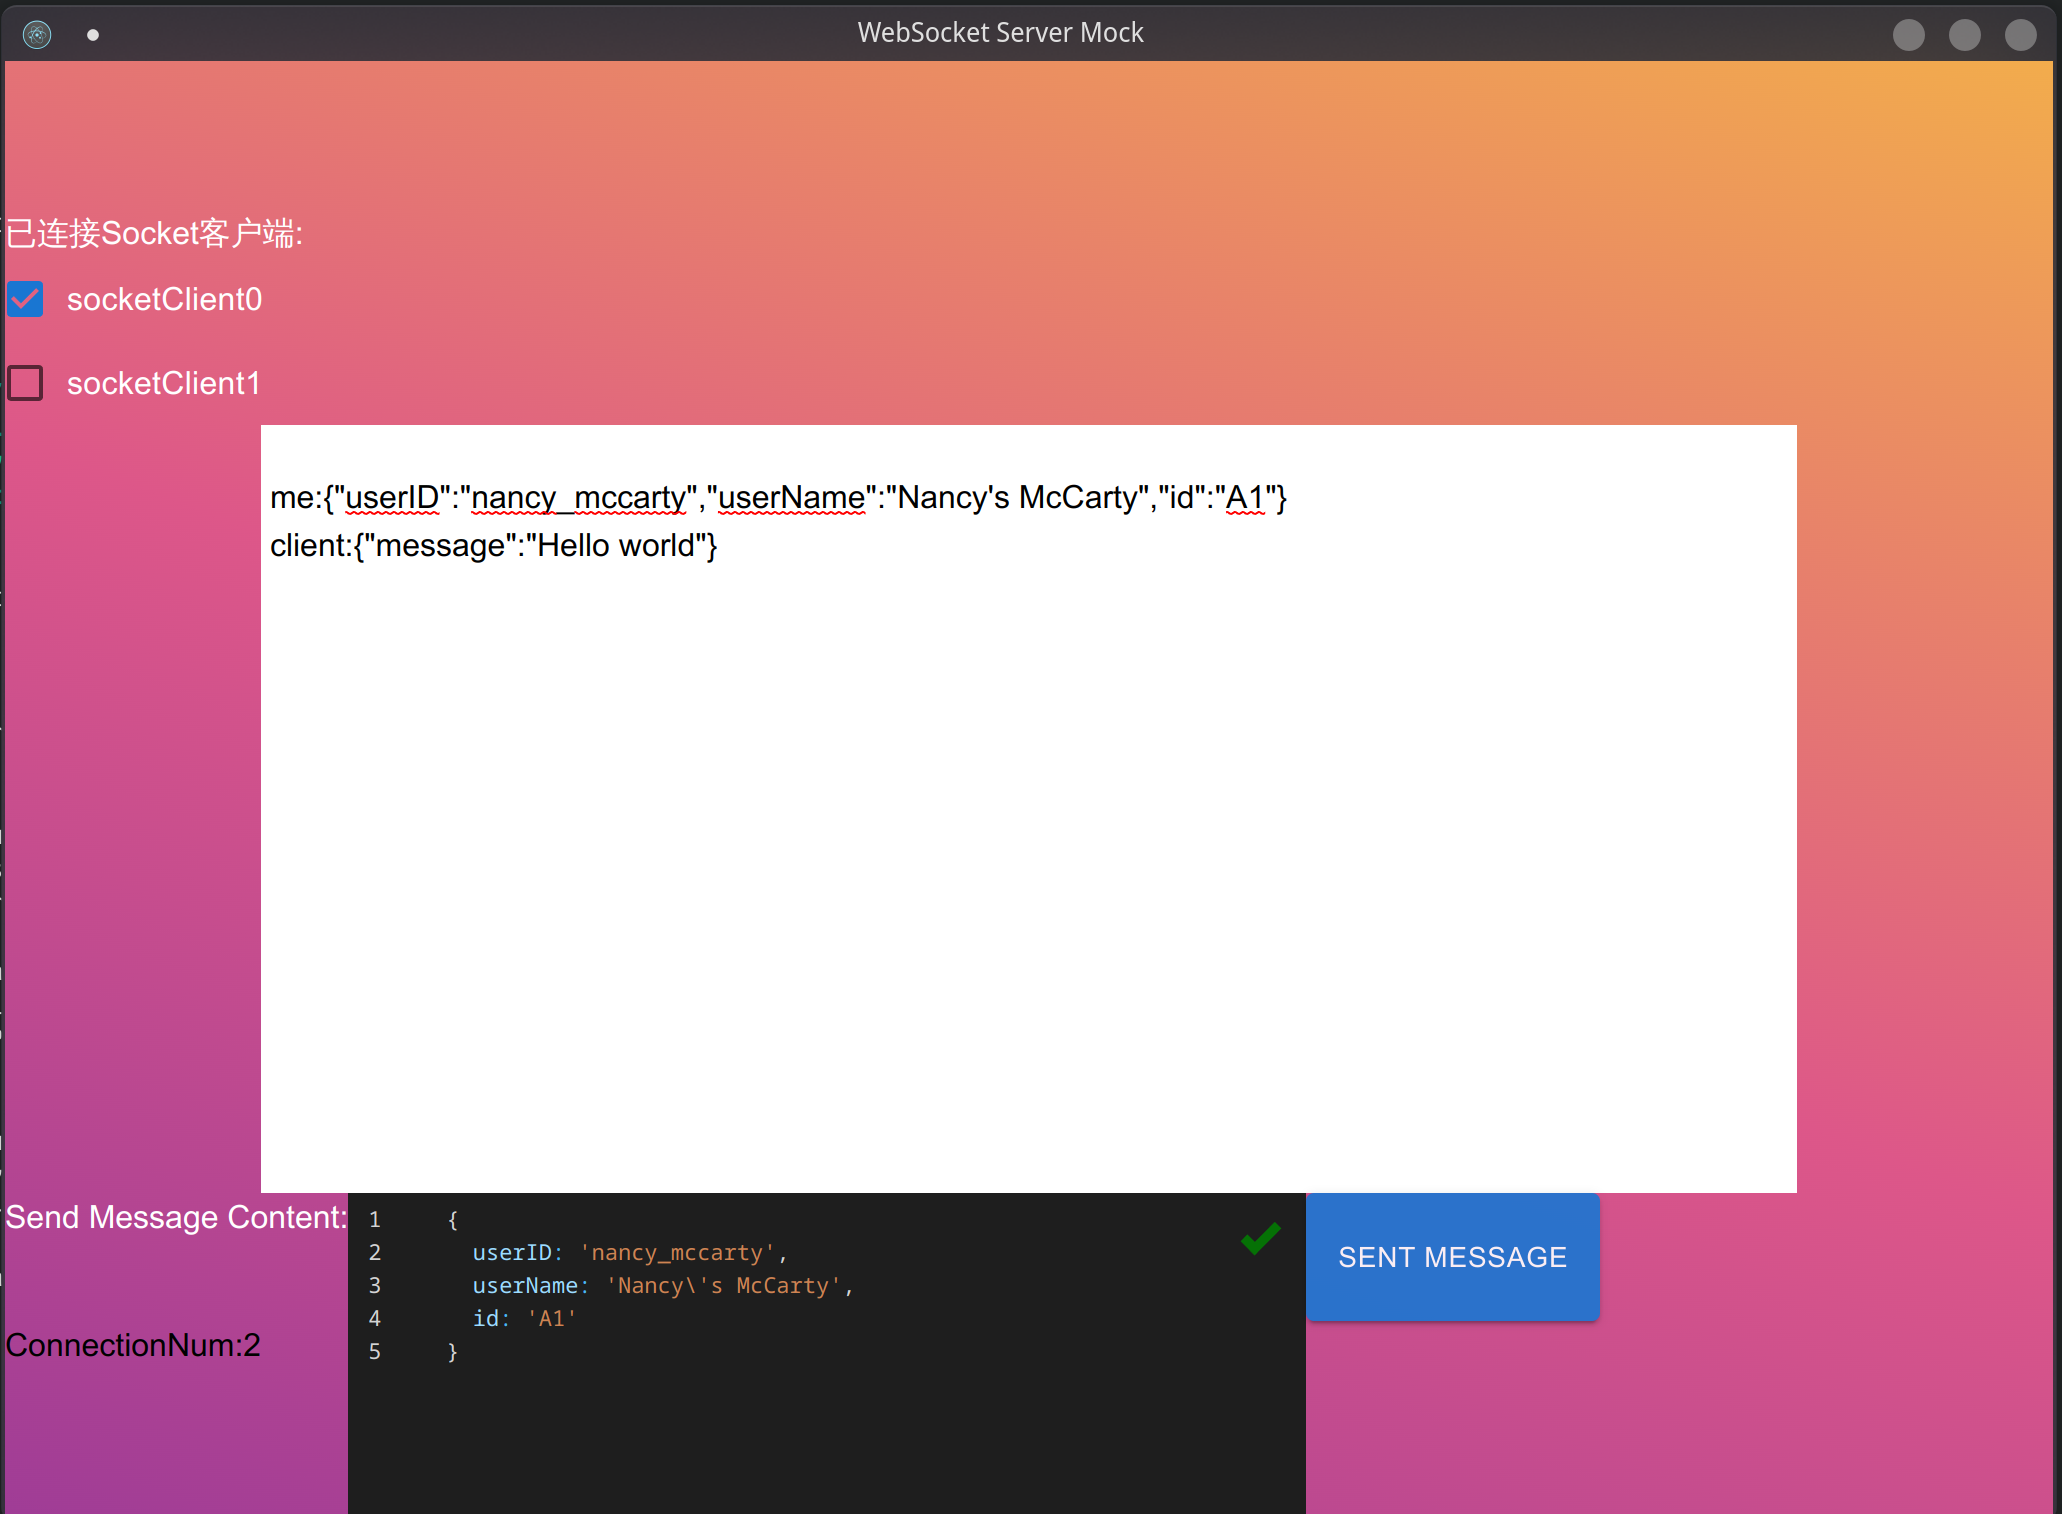 WebSocket Server Mock
已连接Socket客户端:
socketClient0
socketClient1
me:{"userID":"nancy_mccarty","userName":"Nancy's McCarty","id":"A1"}
client:{"message":"Hello world"}
Send Message Content:
1 {
2 userID: 'nancy_mccarty',
3 userName: 'Nancy\'s McCarty',
4 id: 'A1'
5 }
SENT MESSAGE
ConnectionNum:2